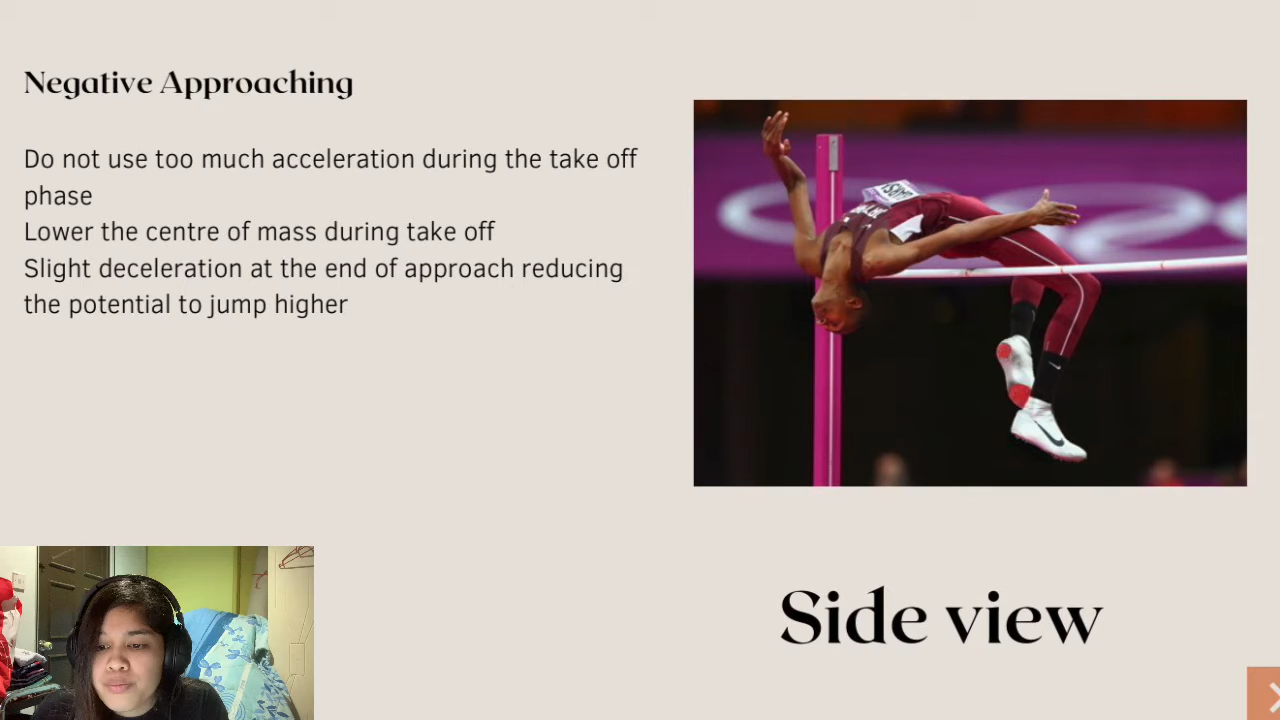 Negative Approaching
Do not use too much acceleration during the take off
phase
Lower the centre of mass during take off
Slight deceleration at the end of approach reducing
the potential to jump higher
Side view